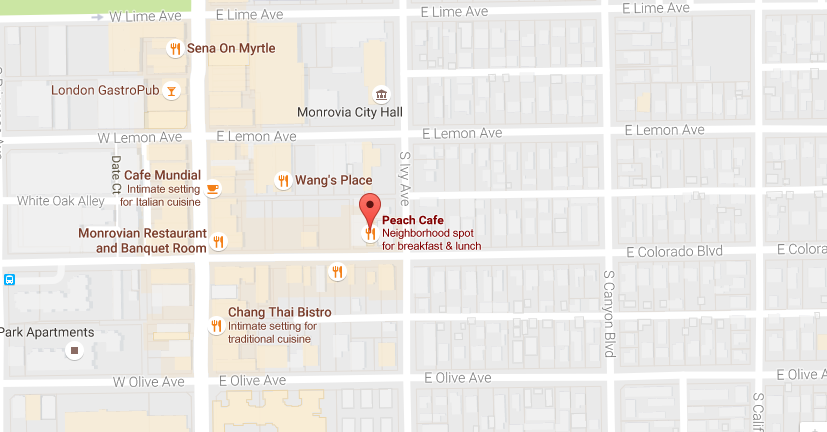 W Lime Ave
E Lime Ave
E Lime Ave
E Lime Ave
Sena On Myrtle
London GastroPub
Monrovia City Hall
W Lemon Ave
E Lemon Ave
E Lemon Ave
E Lemon Ave
Date Ct
S Ivy Ave
Cafe Mundial
Intimate setting
for Italian cuisine
Wang's Place
White Oak Alley
Peach Cafe
Neighborhood spot
for breakfast & lunch
Monrovian Restaurant
and Banquet Room
E Colorado Blvd
E Colora
S Canyon Blvd
Chang Thai Bistro
Intimate setting for
traditional cuisine
Park Apartments
W Olive Ave
E Olive Ave
E Olive Ave
E Olive Av
S Calif